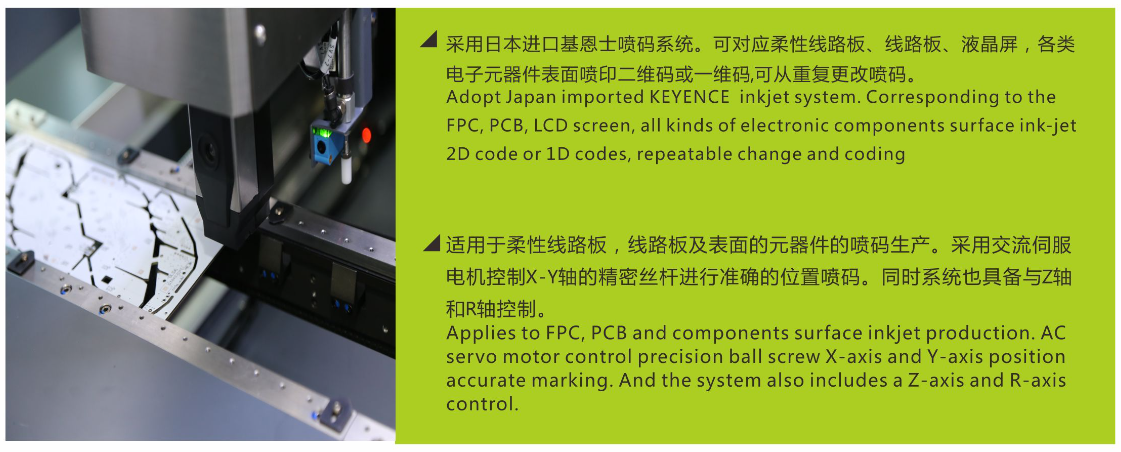 采用日本进口基恩士喷码系统。可对应柔性线路板、线路板、液晶屏，各类
电子元器件表面喷印二维码或一维码,可从重复更改喷码。
Adopt Japan imported KEYENCE inkjet system. Corresponding to the
FPC, PCB, LCD screen, all kinds of electronic components surface ink-jet
2D code or 1D codes, repeatable change and coding
适用于柔性线路板，线路板及表面的元器件的喷码生产。采用交流伺服
电机控制X-Y轴的精密丝杆进行准确的位置喷码。同时系统也具备与Z轴
和R轴控制。
Applies to FPC, PCB and components surface inkjet production. AC
servo motor control precision ball screw X-axis and Y-axis position
accurate marking. And the system also includes a Z-axis and R-axis
control.